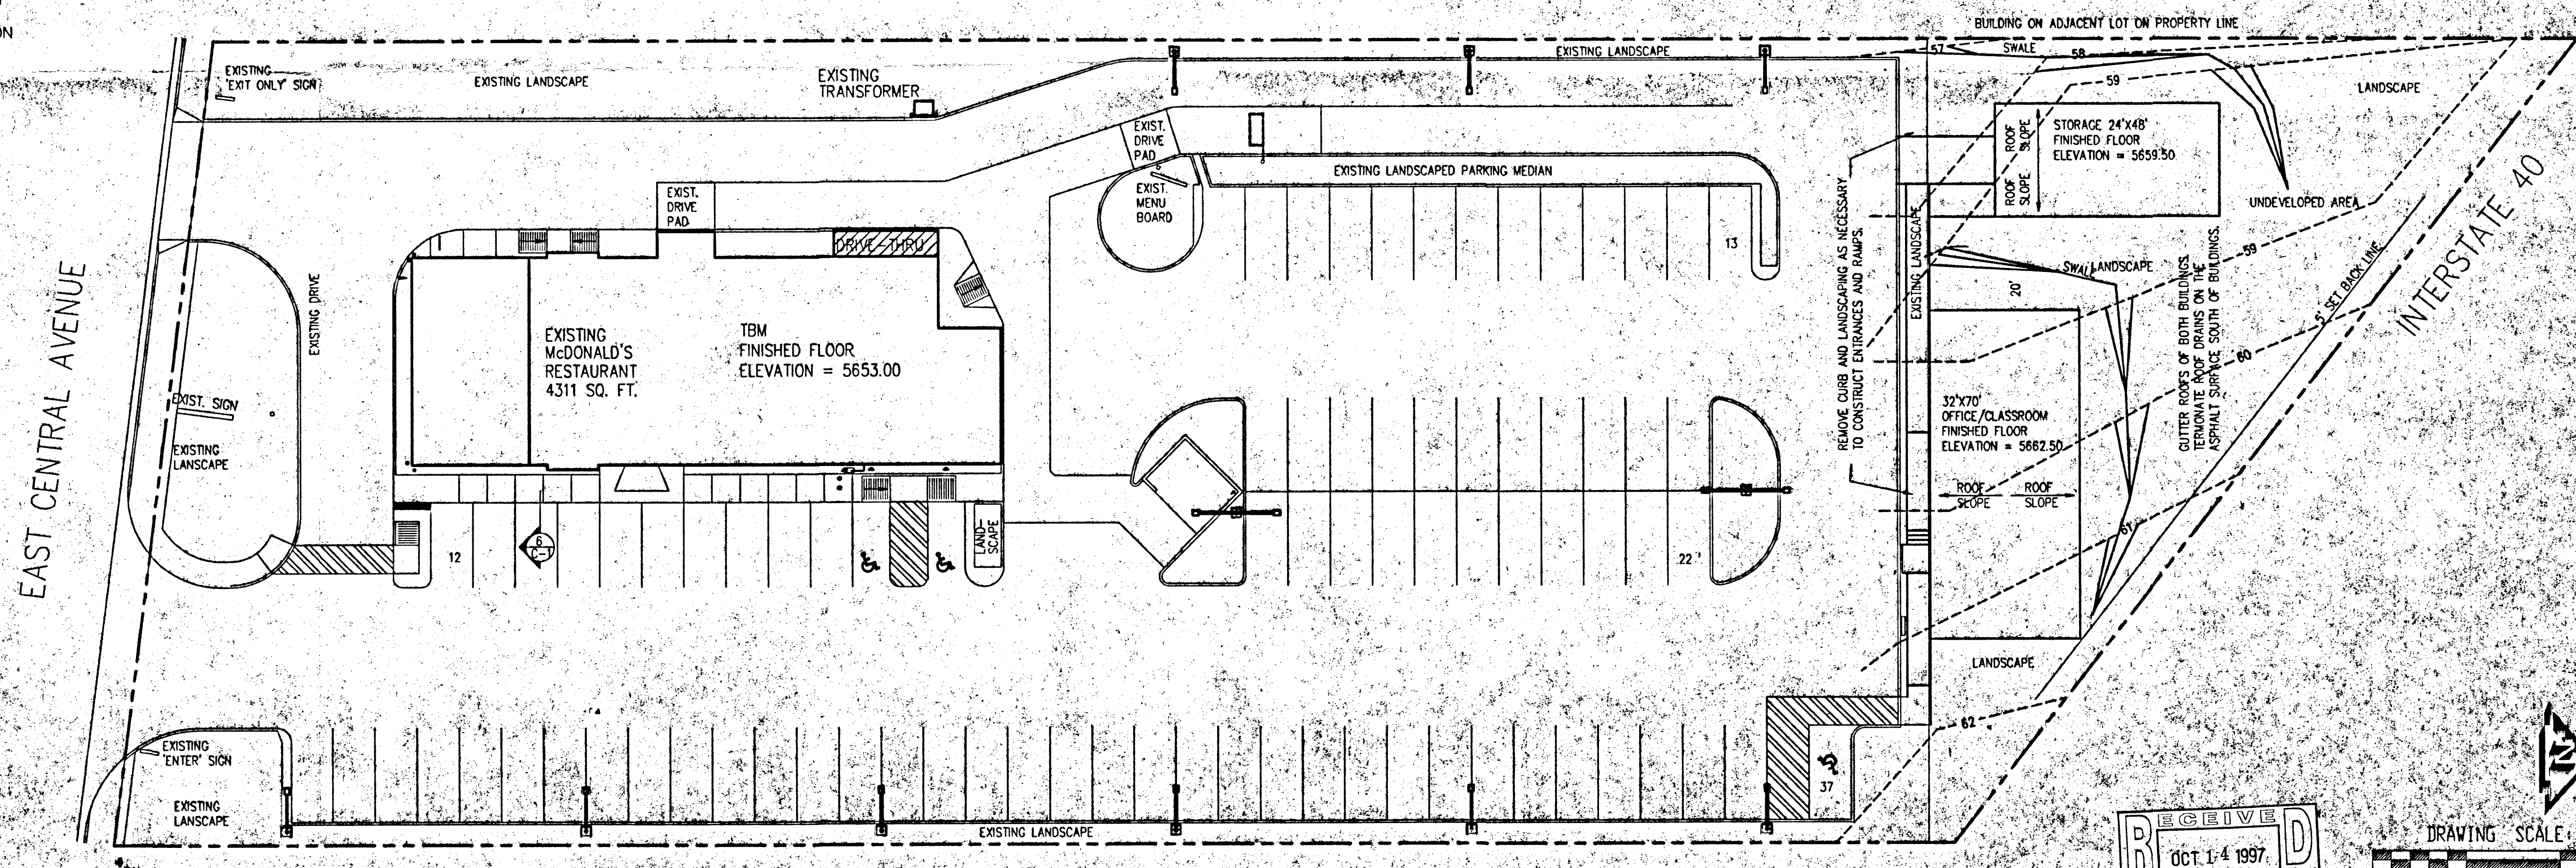 ON
BUILDING ON ADJACENT LOT ON PROPERTY LINE
EXISTING
'EXIT ONLY' SIGN
EXISTING LANDSCAPE
EXISTING
TRANSFORMER
EXISTING LANDSCAPE
57
SWALE
58
59
LANDSCAPE
EXIST.
DRIVE
PAD
ROOF
SLOPE
ROOF
SLOPE
STORAGE 24'X48'
FINISHED FLOOR
ELEVATION = 5659.50
EXISTING LANDSCAPED PARKING MEDIAN
EXIST.
DRIVE
PAD
EXIST.
MENU
BOARD
UNDEVELOPED AREA
INTERSTATE 40
DRIVE-THRU
13
EXISTING LANDSCAPE
REMOVE CURB AND LANDSCAPING AS NECESSARY
TO CONSTRUCT ENTRANCES AND RAMPS.
59
SWALLANDSCAPE
20'
5' SET BACK LINE
GUTTER ROOFS OF BOTH BUILDINGS.
TERMONATE ROOF DRAINS ON THE
ASPHALT SURFACE SOUTH OF BUILDINGS.
EAST CENTRAL AVENUE
EXISTING DRIVE
EXISTING
McDONALD'S
RESTAURANT
4311 SQ. FT.
TBM
FINISHED FLOOR
ELEVATION = 5653.00
60
EXIST. SIGN
EXISTING
LANSCAPE
32'X70'
OFFICE/CLASSROOM
FINISHED FLOOR
ELEVATION = 5662.50
ROOF
SLOPE
ROOF
SLOPE
61
12
6
C-1
LAND-
SCAPE
22
LANDSCAPE
62
EXISTING
'ENTER' SIGN
EXISTING
LANSCAPE
37
EXISTING LANDSCAPE
N
RECEIVED
OCT 14 1997
DRAWING SCALE: